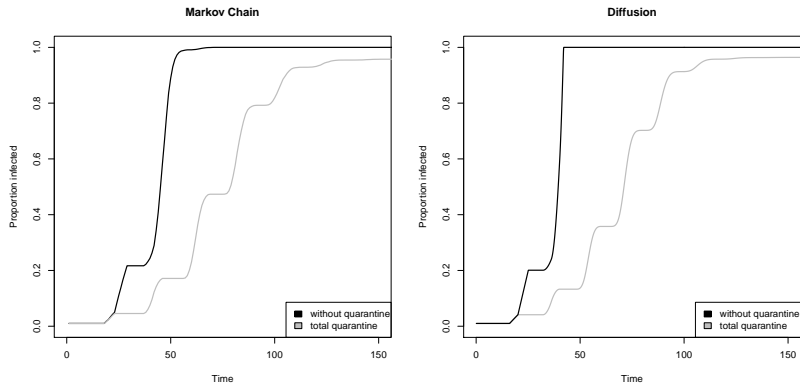 Markov Chain
Proportion infected
1.0
0.8
0.6
0.4
0.2
0.0
without quarantine
total quarantine
0
50
100
150
Time
Diffusion
Proportion infected
1.0
0.8
0.6
0.4
0.2
0.0
without quarantine
total quarantine
0
50
100
150
Time